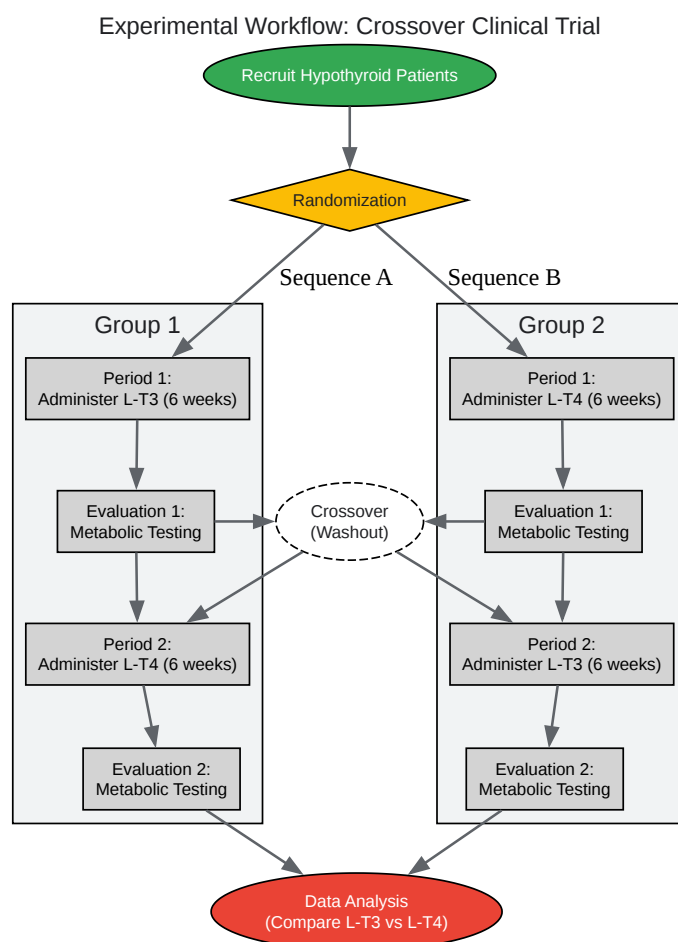 Experimental Workflow: Crossover Clinical Trial
Recruit Hypothyroid Patients
Randomization
Sequence A
Sequence B
Group 1
Period 1:
Administer L-T3 (6 weeks)
Evaluation 1:
Metabolic Testing
Period 2:
Administer L-T4 (6 weeks)
Evaluation 2:
Metabolic Testing
Crossover
(Washout)
Group 2
Period 1:
Administer L-T4 (6 weeks)
Evaluation 1:
Metabolic Testing
Period 2:
Administer L-T3 (6 weeks)
Evaluation 2:
Metabolic Testing
Data Analysis
(Compare L-T3 vs L-T4)